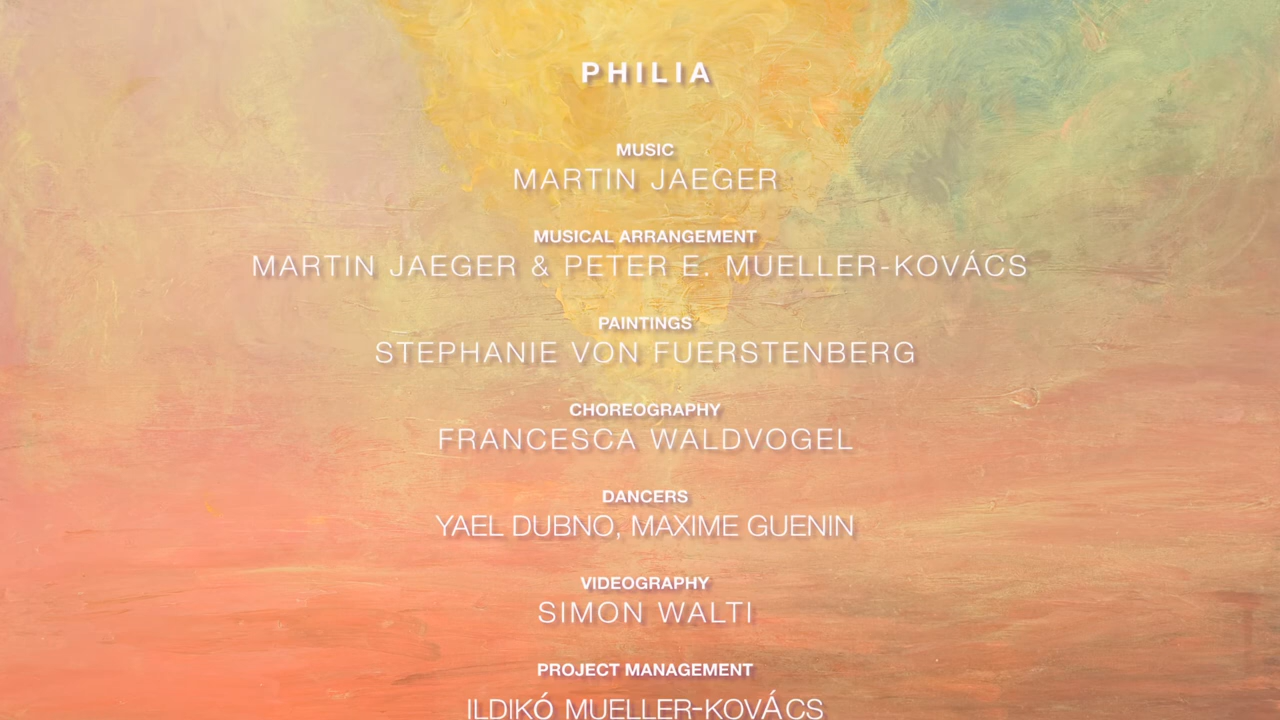 PHILIA
MUSIC
MARTIN JAEGER
MUSICAL ARRANGEMENT
MARTIN JAEGER & PETER E. MUELLER-KOVÁCS
PAINTINGS
STEPHANIE VON FUERSTENBERG
CHOREOGRAPHY
FRANCESCA WALDVOGEL
DANCERS
YAEL DUBNO, MAXIME GUENIN
VIDEOGRAPHY
SIMON WALTI
PROJECT MANAGEMENT
ILDIKÓ MUELLER-KOVÁCS